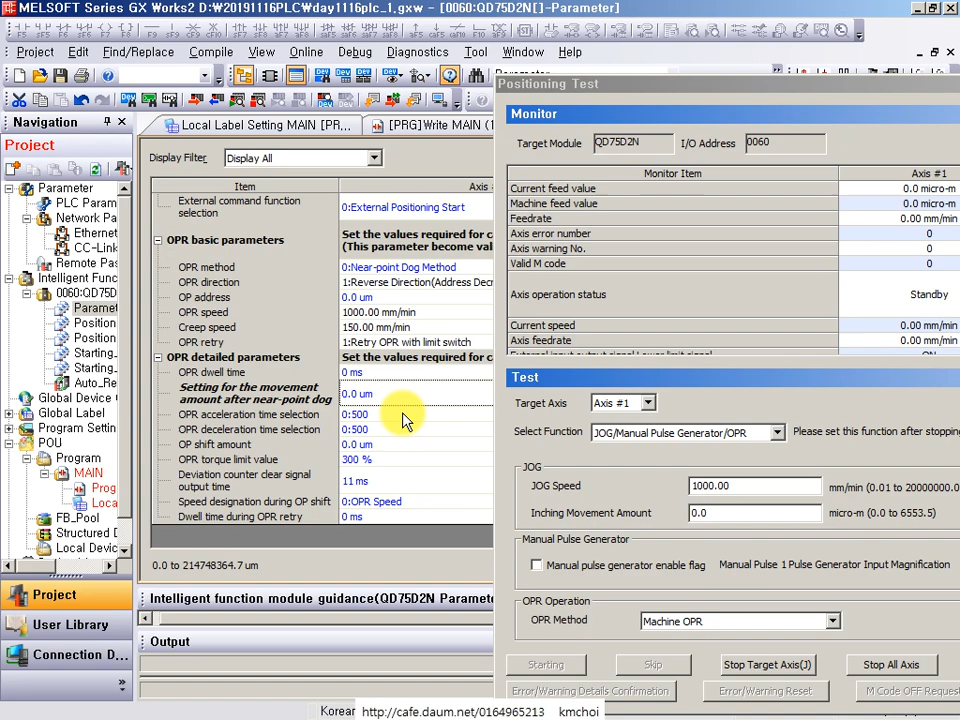 MELSOFT Series GX Works2 D:₩20191116PLC₩day1116plc_1.gxw - [0060:QD75D2N[]-Parameter]
Project Edit Find/Replace Compile View Online Debug Diagnostics Tool Window Help
Navigation
Project
Parameter
PLC Param
Network Pa
Ethernet
CC-Link
Remote Pas
Intelligent Func
0060:QD75D
Paramet
Position
Position
Starting_
Starting_
Auto_Re
Global Device
Global Label
Program Setting
POU
Program
MAIN
Prog
Loca
FB_Pool
Structured D
Local Devic
Project
User Library
Connection D...
Local Label Setting MAIN [PR...
[PRG]Write MAIN (1
Display Filter Display All
Item Axis
External command function selection 0:External Positioning Start
OPR basic parameters Set the values required for c
(This parameter become val
OPR method 0:Near-point Dog Method
OPR direction 1:Reverse Direction(Address Decr
OP address 0.0 um
OPR speed 1000.00 mm/min
Creep speed 150.00 mm/min
OPR retry 1:Retry OPR with limit switch
OPR detailed parameters Set the values required for c
OPR dwell time 0 ms
Setting for the movement
amount after near-point dog 0.0 um
OPR acceleration time selection 0:500
OPR deceleration time selection 0:500
OP shift amount 0.0 um
OPR torque limit value 300 %
Deviation counter clear signal
output time 11 ms
Speed designation during OP shift 0:OPR Speed
Dwell time during OPR retry 0 ms
0.0 to 214748364.7 um
Intelligent function module guidance(QD75D2N Paramete
Output
Korean
http://cafe.daum.net/0164965213 kmchoi
Positioning Test
Monitor
Target Module QD75D2N I/O Address 0060
Monitor Item Axis #1
Current feed value 0.0 micro-m
Machine feed value 0.0 micro-m
Feedrate 0.00 mm/min
Axis error number 0
Axis warning No. 0
Valid M code 0
Axis operation status Standby
Current speed 0.00 mm/min
Axis feedrate 0.00 mm/min
External input output signal Lower limit signal ON
Test
Target Axis Axis #1
Select Function JOG/Manual Pulse Generator/OPR Please set this function after stopping
JOG
JOG Speed 1000.00 mm/min (0.01 to 20000000.0
Inching Movement Amount 0.0 micro-m (0.0 to 6553.5)
Manual Pulse Generator
Manual pulse generator enable flag Manual Pulse 1 Pulse Generator Input Magnification
OPR Operation
OPR Method Machine OPR
Starting Skip Stop Target Axis(J) Stop All Axis
Error/Warning Details Confirmation Error/Warning Reset M Code OFF Request